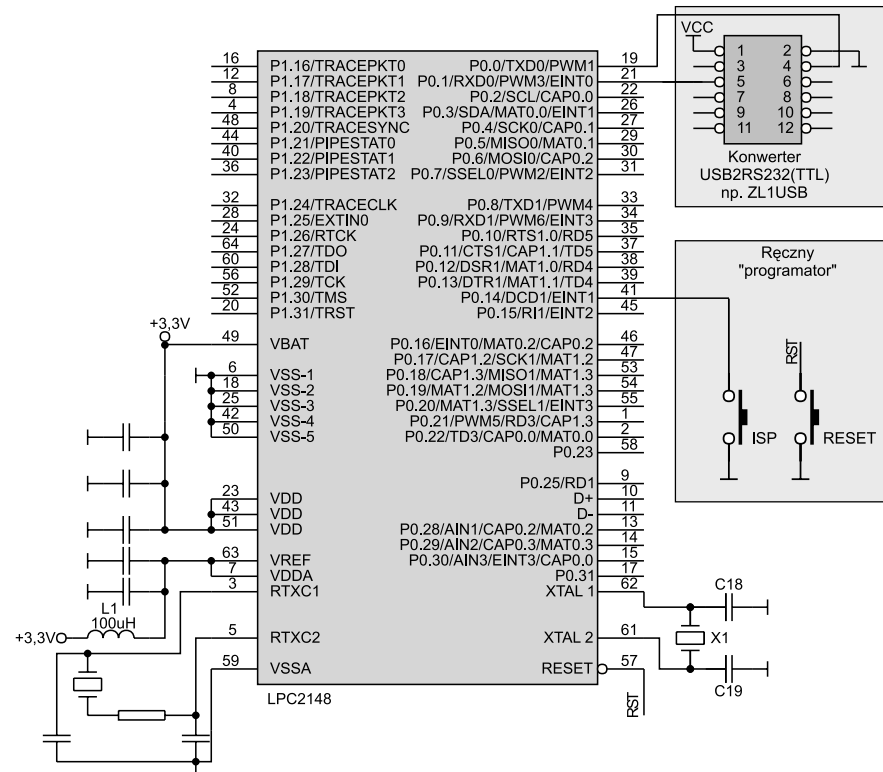 16 P1.16/TRACEPKT0
12 P1.17/TRACEPKT1
8 P1.18/TRACEPKT2
4 P1.19/TRACEPKT3
48 P1.20/TRACESYNC
44 P1.21/PIPESTAT0
40 P1.22/PIPESTAT1
36 P1.23/PIPESTAT2
32 P1.24/TRACECLK
28 P1.25/EXTIN0
24 P1.26/RTCK
64 P1.27/TDO
60 P1.28/TDI
56 P1.29/TCK
52 P1.30/TMS
20 P1.31/TRST
+3,3V
49 VBAT
6 VSS-1
18 VSS-2
25 VSS-3
42 VSS-4
50 VSS-5
23 VDD
43 VDD
51 VDD
63 VREF
7 VDDA
3 RTXC1
L1
100uH
+3,3V
5 RTXC2
59 VSSA
LPC2148
P0.0/TXD0/PWM1 19
P0.1/RXD0/PWM3/EINT0 21
P0.2/SCL/CAP0.0 22
P0.3/SDA/MAT0.0/EINT1 26
P0.4/SCK0/CAP0.1 27
P0.5/MISO0/MAT0.1 29
P0.6/MOSI0/CAP0.2 30
P0.7/SSEL0/PWM2/EINT2 31
P0.8/TXD1/PWM4 33
P0.9/RXD1/PWM6/EINT3 34
P0.10/RTS1.0/RD5 35
P0.11/CTS1/CAP1.1/TD5 37
P0.12/DSR1/MAT1.0/RD4 38
P0.13/DTR1/MAT1.1/TD4 39
P0.14/DCD1/EINT1 41
P0.15/RI1/EINT2 45
P0.16/EINT0/MAT0.2/CAP0.2 46
P0.17/CAP1.2/SCK1/MAT1.2 47
P0.18/CAP1.3/MISO1/MAT1.3 53
P0.19/MAT1.2/MOSI1/MAT1.3 54
P0.20/MAT1.3/SSEL1/EINT3 55
P0.21/PWM5/RD3/CAP1.3 1
P0.22/TD3/CAP0.0/MAT0.0 2
P0.23 58
P0.25/RD1 9
D+ 10
D- 11
P0.28/AIN1/CAP0.2/MAT0.2 13
P0.29/AIN2/CAP0.3/MAT0.3 14
P0.30/AIN3/EINT3/CAP0.0 15
P0.31 17
XTAL 1 62
XTAL 2 61
RESET 57
RST
C18
X1
C19
VCC
1 2
3 4
5 6
7 8
9 10
11 12
Konwerter
USB2RS232(TTL)
np. ZL1USB
Ręczny
"programator"
RST
ISP
RESET